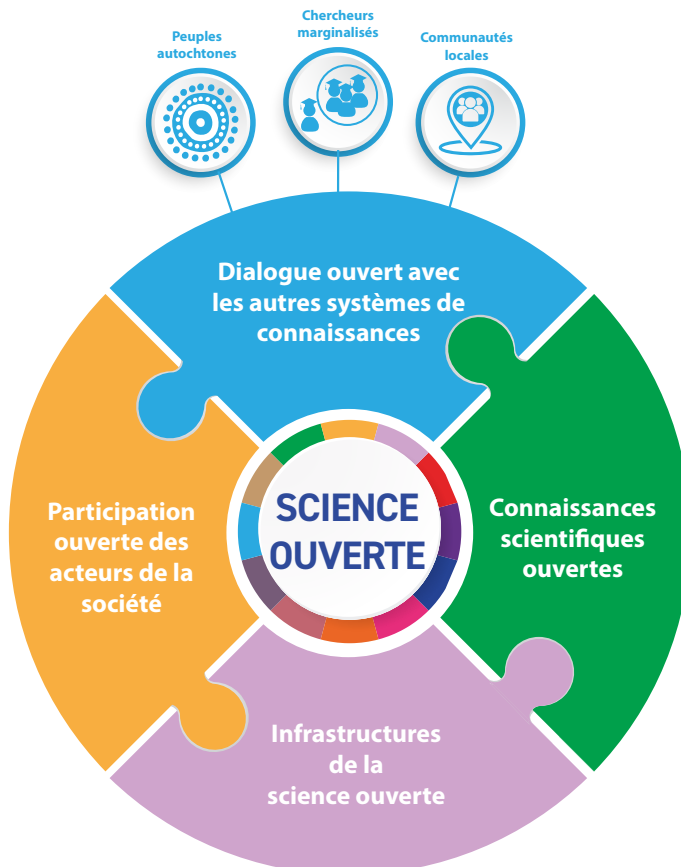 Peuples
autochtones
Chercheurs
marginalisés
Communautés
locales
Dialogue ouvert avec
les autres systèmes de
connaissances
Participation
ouverte des
acteurs de la
société
SCIENCE
OUVERTE
Connaissances
scientifiques
ouvertes
Infrastructures
de la
science ouverte